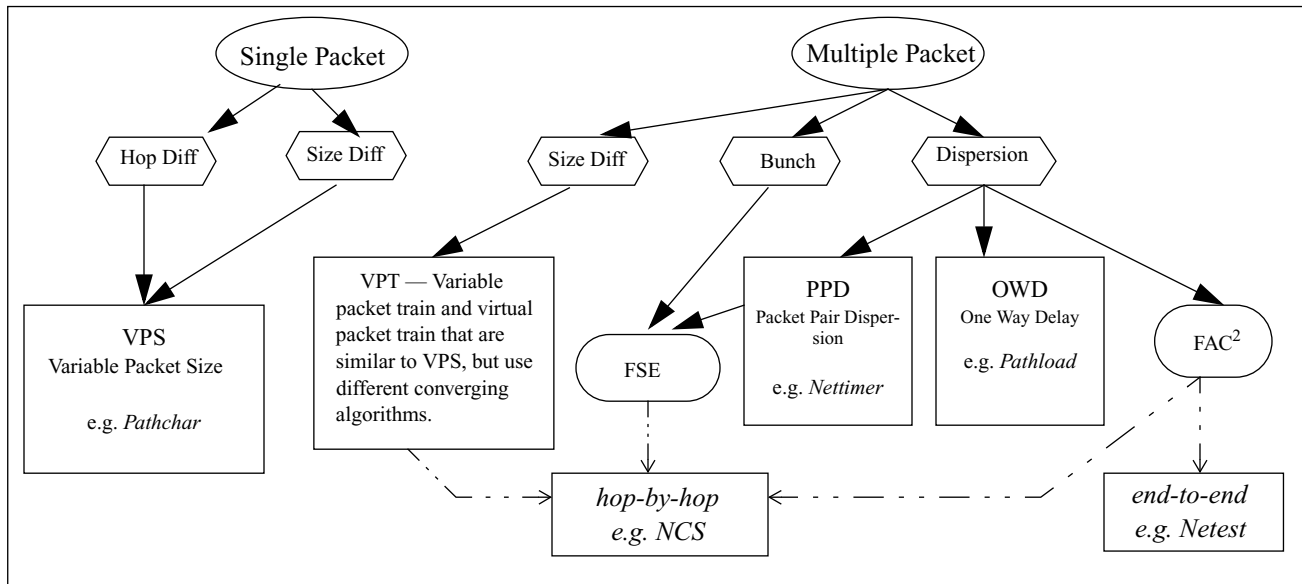 Single Packet
Multiple Packet
Hop Diff
Size Diff
Size Diff
Bunch
Dispersion
VPS
Variable Packet Size
e.g. Pathchar
VPT — Variable
packet train and virtual
packet train that are
similar to VPS, but use
different converging
algorithms.
FSE
PPD
Packet Pair Disper-
sion
e.g. Nettimer
OWD
One Way Delay
e.g. Pathload
FAC²
hop-by-hop
e.g. NCS
end-to-end
e.g. Netest